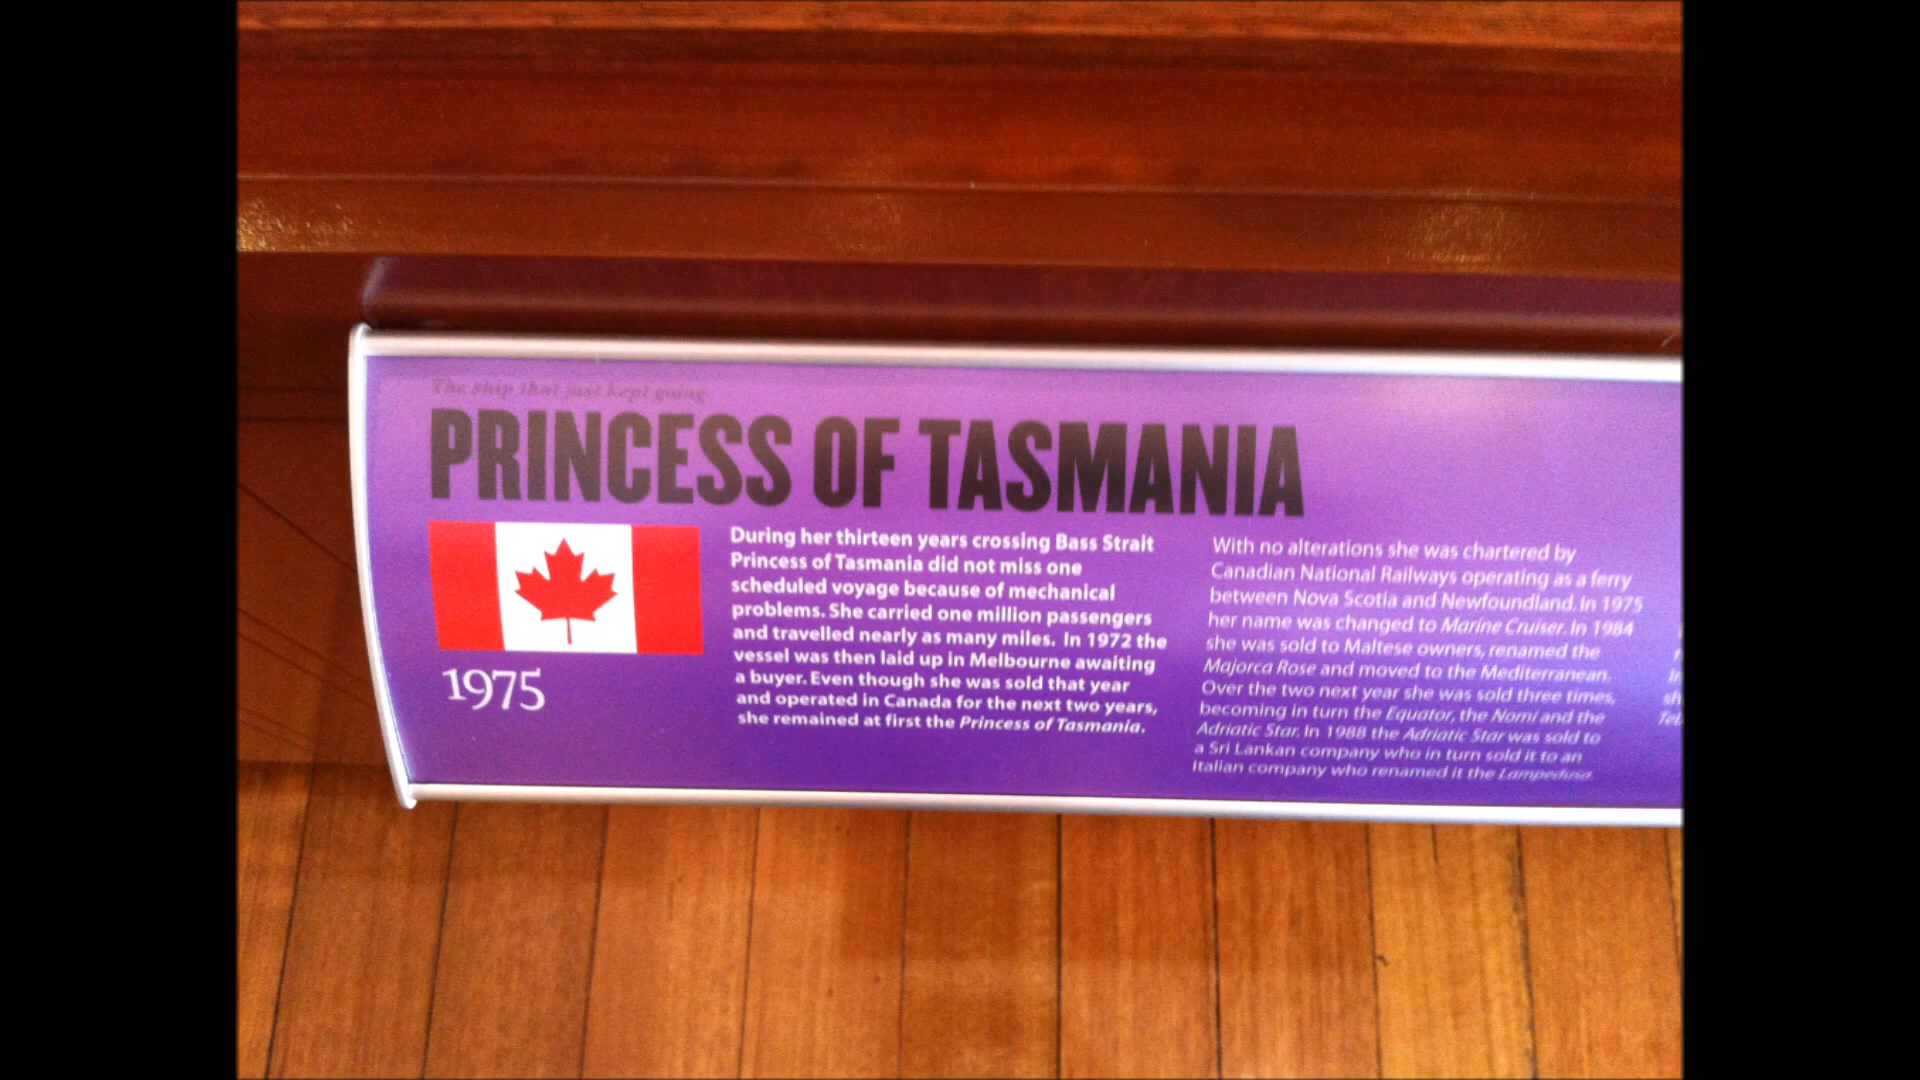 The ship that just kept going
PRINCESS OF TASMANIA
1975
During her thirteen years crossing Bass Strait
Princess of Tasmania did not miss one
scheduled voyage because of mechanical
problems. She carried one million passengers
and travelled nearly as many miles. In 1972 the
vessel was then laid up in Melbourne awaiting
a buyer. Even though she was sold that year
and operated in Canada for the next two years,
she remained at first the Princess of Tasmania.
With no alterations she was chartered by
Canadian National Railways operating as a ferry
between Nova Scotia and Newfoundland. In 1975
her name was changed to Marine Cruiser. In 1984
she was sold to Maltese owners, renamed the
Majorca Rose and moved to the Mediterranean.
Over the two next year she was sold three times,
becoming in turn the Equator, the Nomi and the
Adriatic Star. In 1988 the Adriatic Star was sold to
a Sri Lankan company who in turn sold it to an
Italian company who renamed it the Lampedusa.